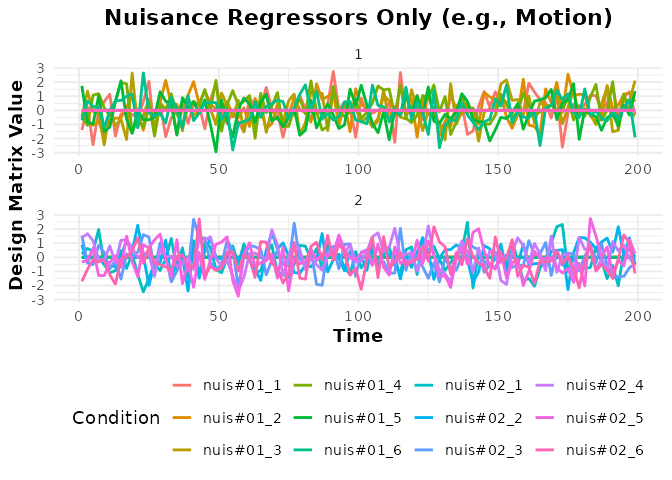 Nuisance Regressors Only (e.g., Motion)
1
3
2
1
0
-1
-2
-3
0 50 100 150 200
2
3
2
1
0
-1
-2
-3
0 50 100 150 200
Design Matrix Value
Time
Condition
nuis#01_1 nuis#01_4 nuis#02_1 nuis#02_4
nuis#01_2 nuis#01_5 nuis#02_2 nuis#02_5
nuis#01_3 nuis#01_6 nuis#02_3 nuis#02_6